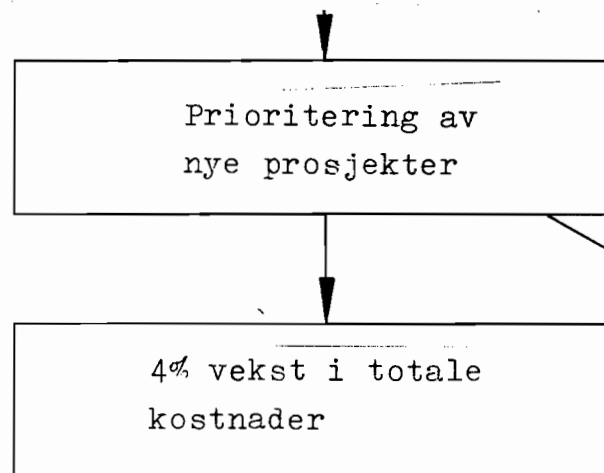 Prioritering av
nye prosjekter
4% vekst i totale
kostnader